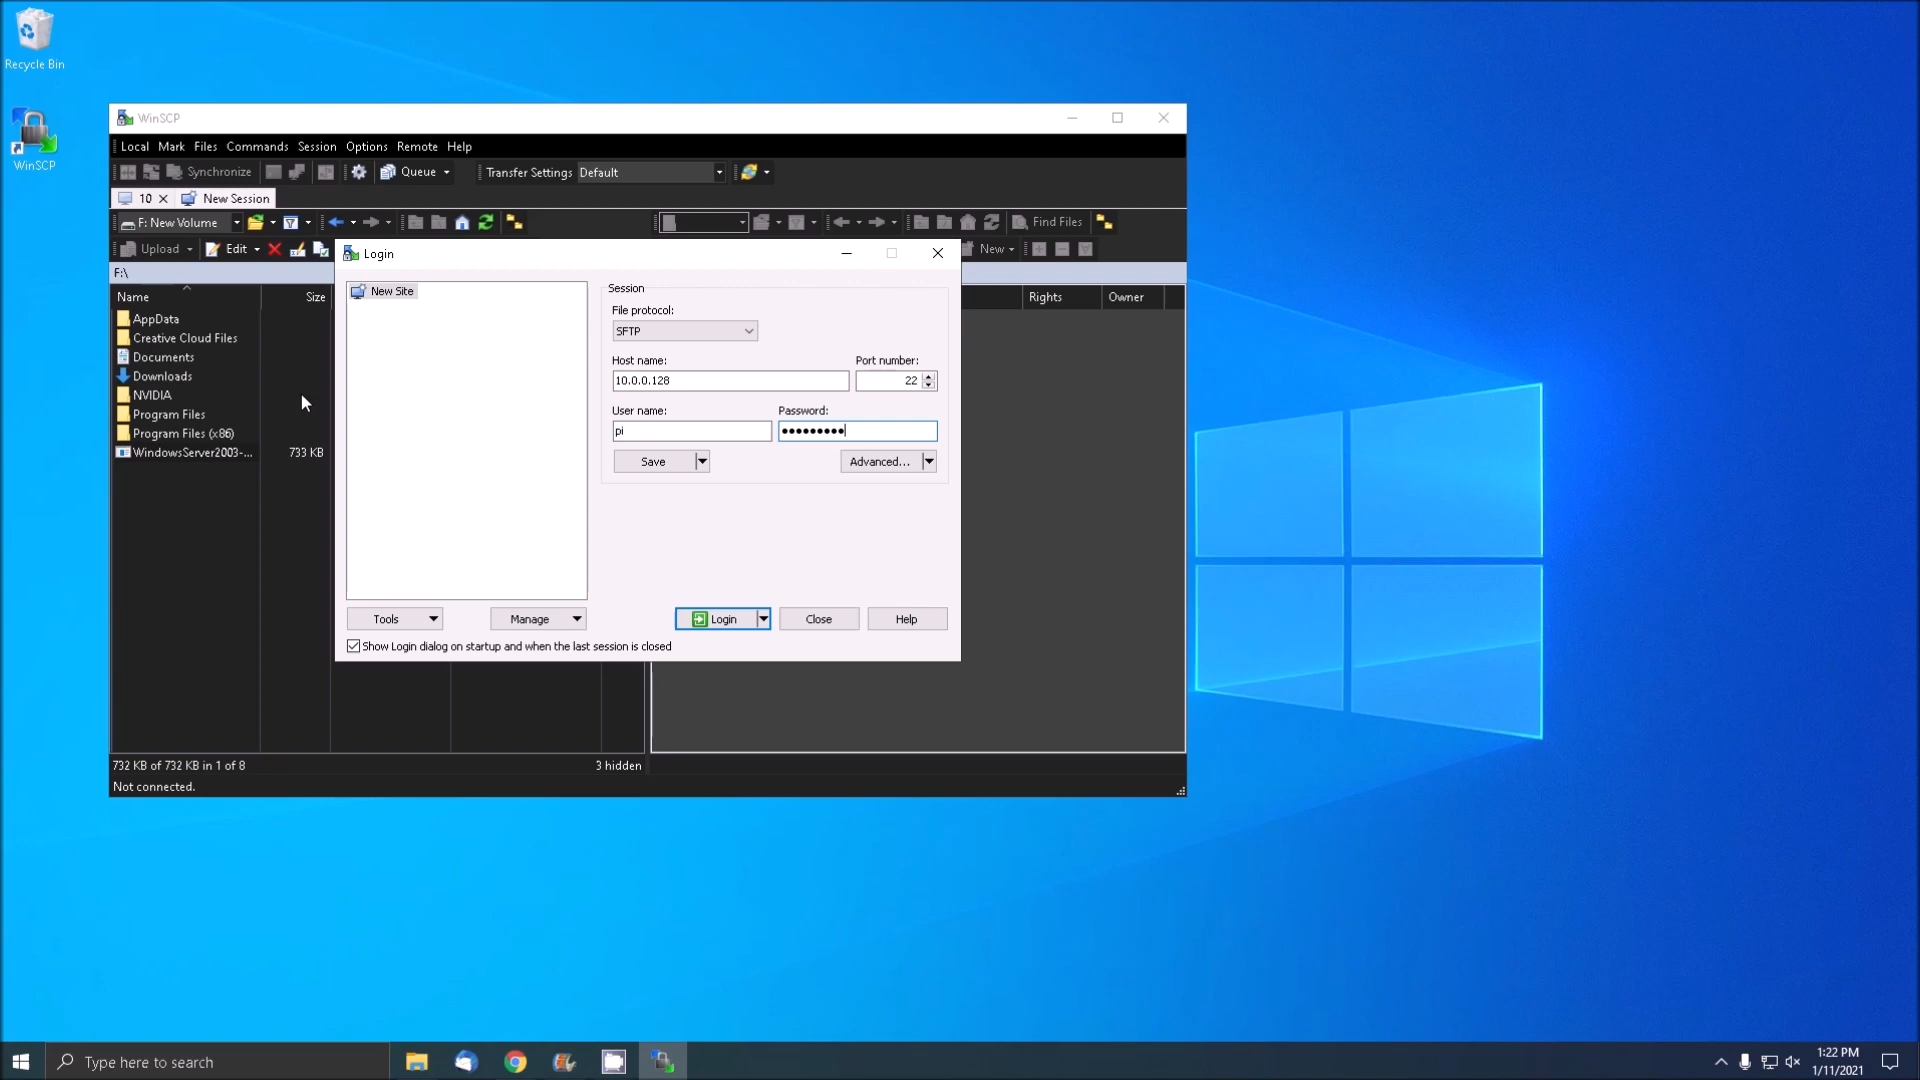 Recycle Bin
WinSCP
WinSCP
Local Mark Files Commands Session Options Remote Help
Synchronize Queue Transfer Settings Default
10 New Session
F: New Volume Find Files
Upload Edit New
F:\
Name Size Rights Owner
AppData
Creative Cloud Files
Documents
Downloads
NVIDIA
Program Files
Program Files (x86)
WindowsServer2003-... 733 KB
Login
New Site
Session
File protocol:
SFTP
Host name: Port number:
10.0.0.128 22
User name: Password:
pi •••••••••
Save Advanced...
Tools Manage Login Close Help
Show Login dialog on startup and when the last session is closed
732 KB of 732 KB in 1 of 8 3 hidden
Not connected.
Type here to search
1:22 PM
1/11/2021